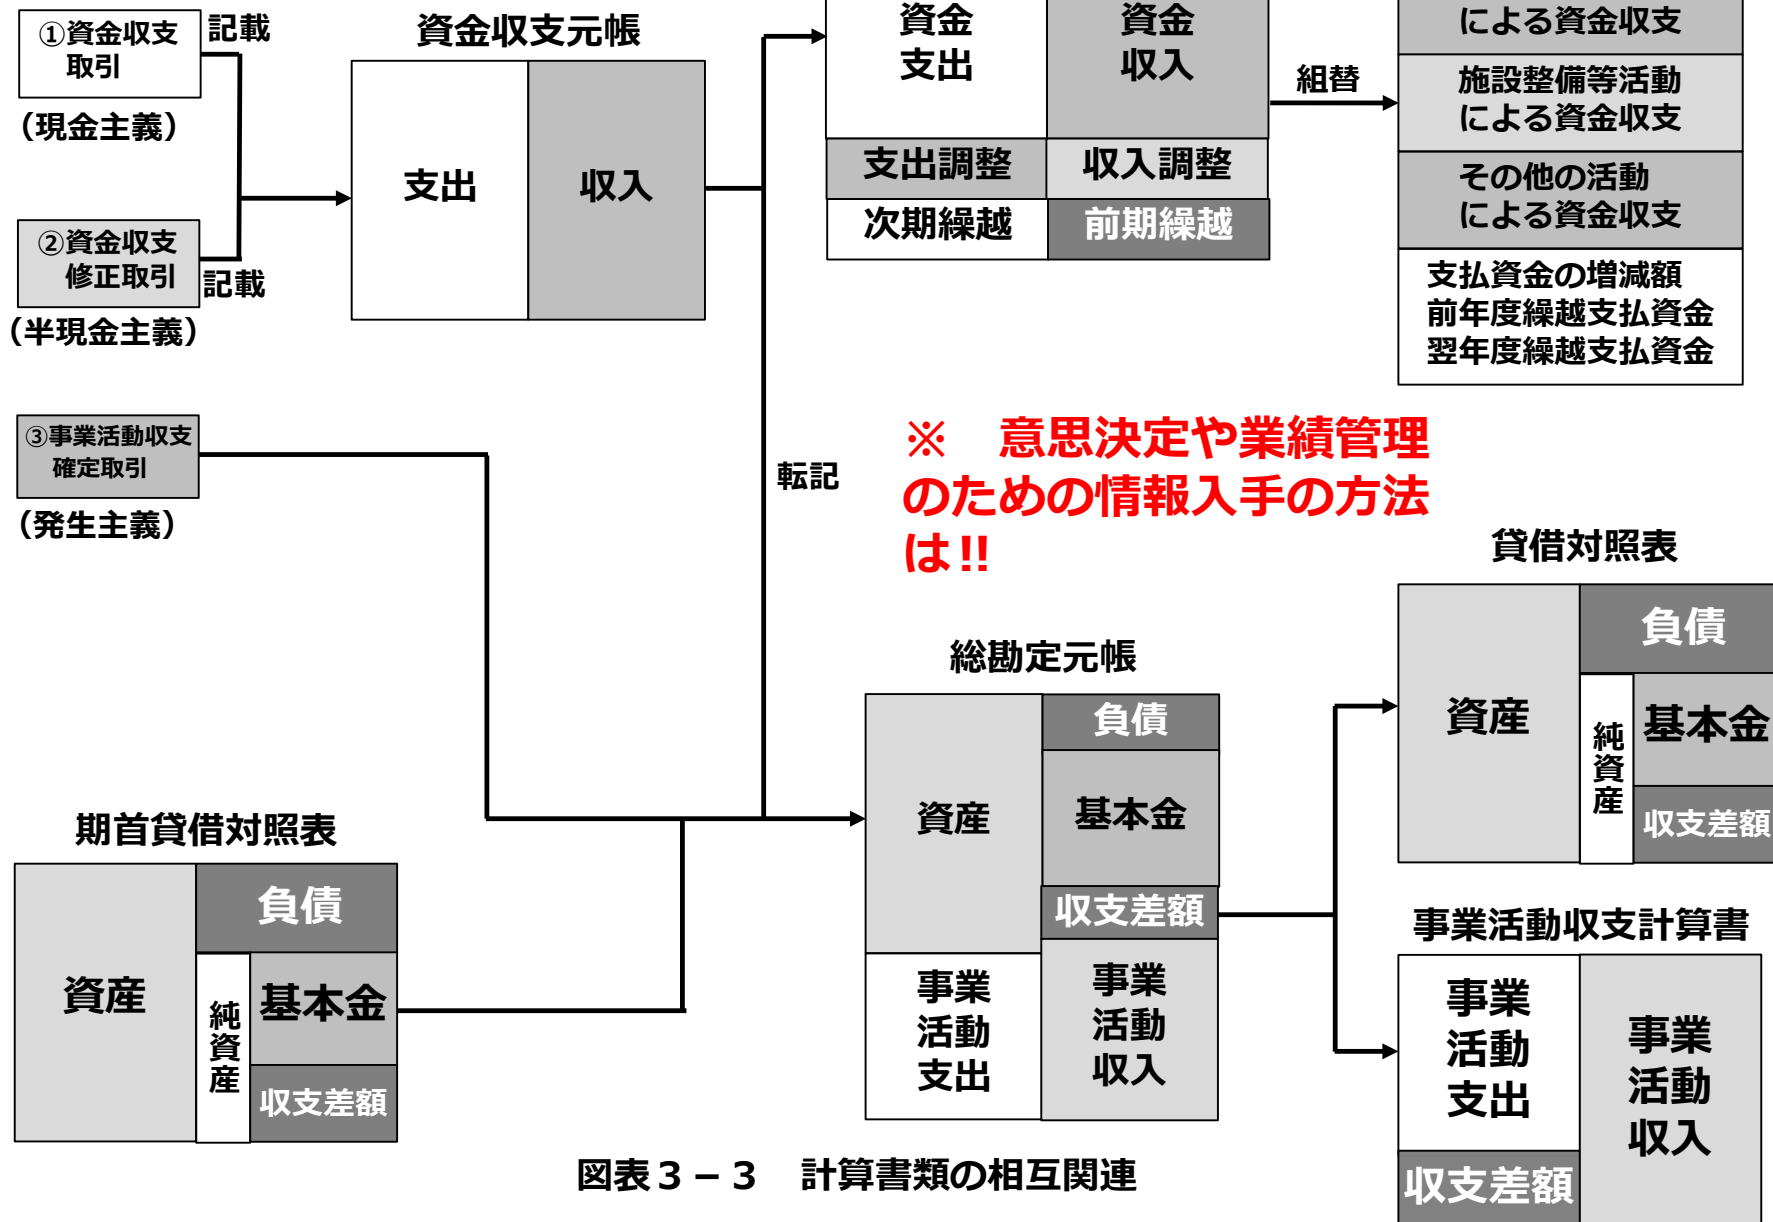 ①資金収支
取引
記載
(現金主義)
②資金収支
修正取引
記載
(半現金主義)
③事業活動収支
確定取引
(発生主義)
資金収支元帳
支出
収入
資金
支出
資金
収入
支出調整
収入調整
次期繰越
前期繰越
組替
による資金収支
施設整備等活動
による資金収支
その他の活動
による資金収支
支払資金の増減額
前年度繰越支払資金
翌年度繰越支払資金
転記
※　意思決定や業績管理
のための情報入手の方法
は!!
期首貸借対照表
資産
負債
純資産
基本金
収支差額
総勘定元帳
資産
負債
基本金
収支差額
事業
活動
支出
事業
活動
収入
貸借対照表
資産
負債
純資産
基本金
収支差額
事業活動収支計算書
事業
活動
支出
収支差額
事業
活動
収入
図表３－３　計算書類の相互関連